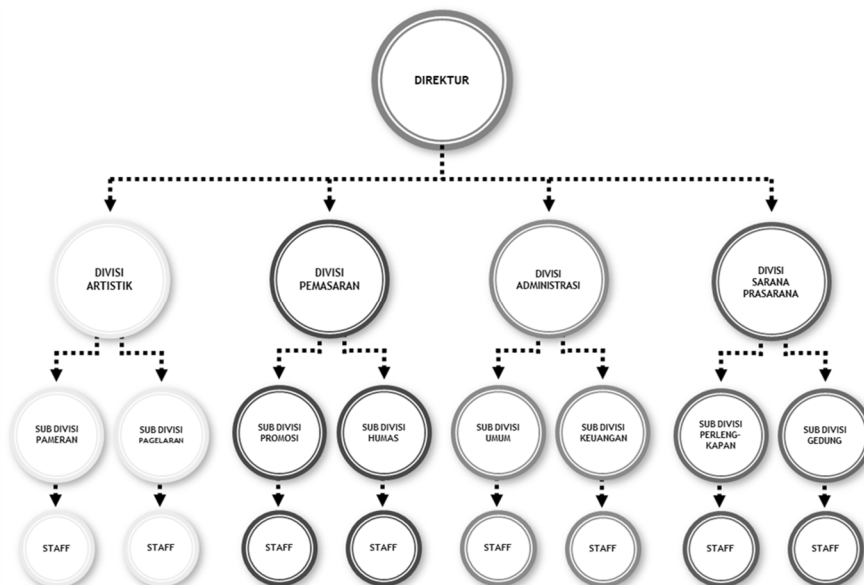 DIREKTUR
DIVISI
ARTISTIK
DIVISI
PEMASARAN
DIVISI
ADMINISTRASI
DIVISI
SARANA
PRASARANA
SUB DIVISI
PAMERAN
SUB DIVISI
PAGELARAN
SUB DIVISI
PROMOSI
SUB DIVISI
HUMAS
SUB DIVISI
UMUM
SUB DIVISI
KEUANGAN
SUB DIVISI
PERLENG-
KAPAN
SUB DIVISI
GEDUNG
STAFF
STAFF
STAFF
STAFF
STAFF
STAFF
STAFF
STAFF